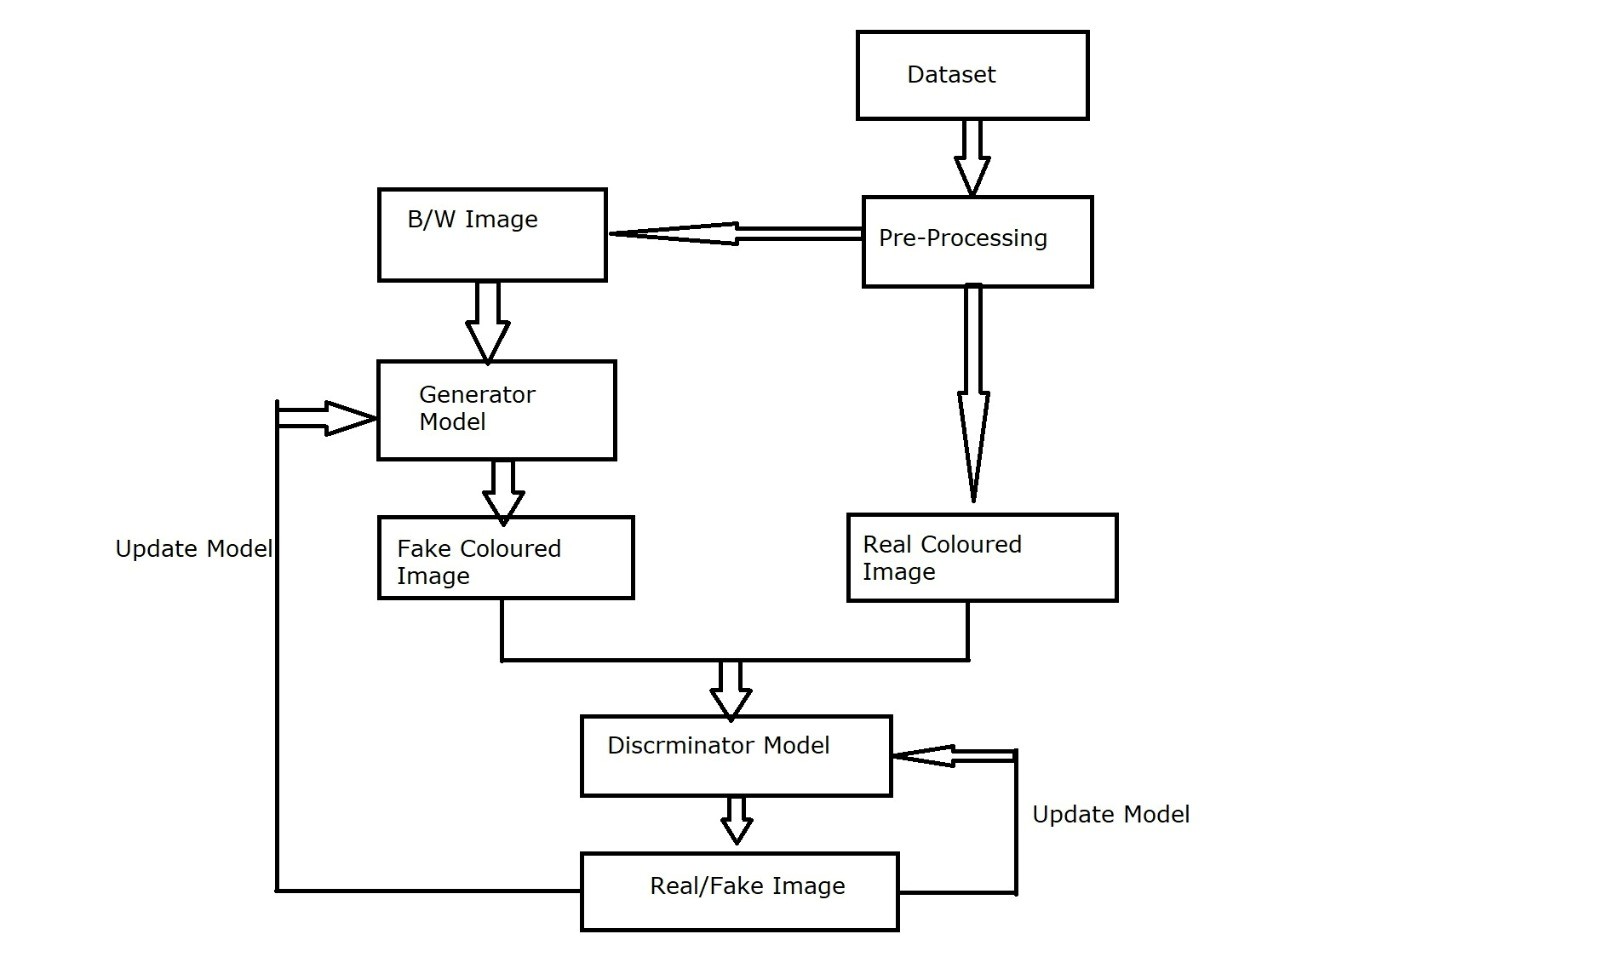 Dataset
B/W Image
Pre-Processing
Generator
Model
Fake Coloured
Image
Real Coloured
Image
Update Model
Discrminator Model
Update Model
Real/Fake Image